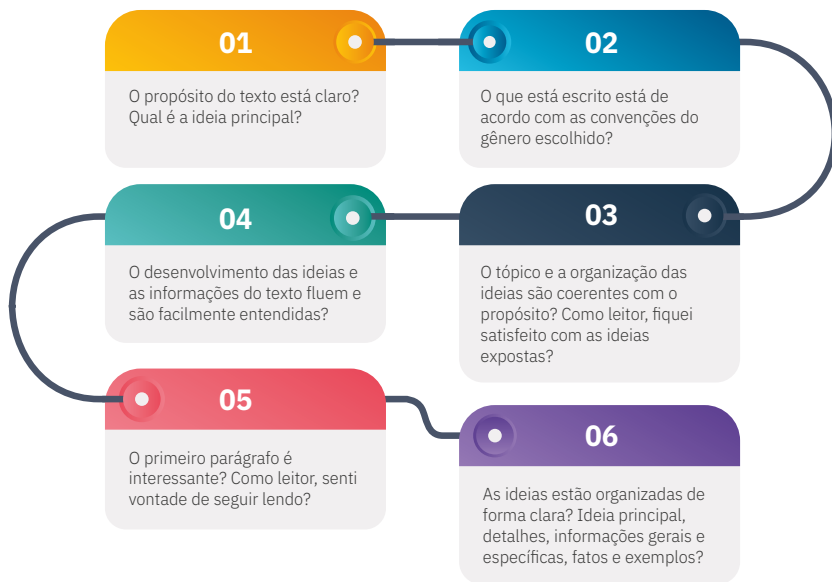 01
O propósito do texto está claro?
Qual é a ideia principal?
02
O que está escrito está de
acordo com as convenções do
gênero escolhido?
03
O tópico e a organização das
ideias são coerentes com o
propósito? Como leitor, fiquei
satisfeito com as ideias
expostas?
04
O desenvolvimento das ideias e
as informações do texto fluem e
são facilmente entendidas?
05
O primeiro parágrafo é
interessante? Como leitor, senti
vontade de seguir lendo?
06
As ideias estão organizadas de
forma clara? Ideia principal,
detalhes, informações gerais e
específicas, fatos e exemplos?